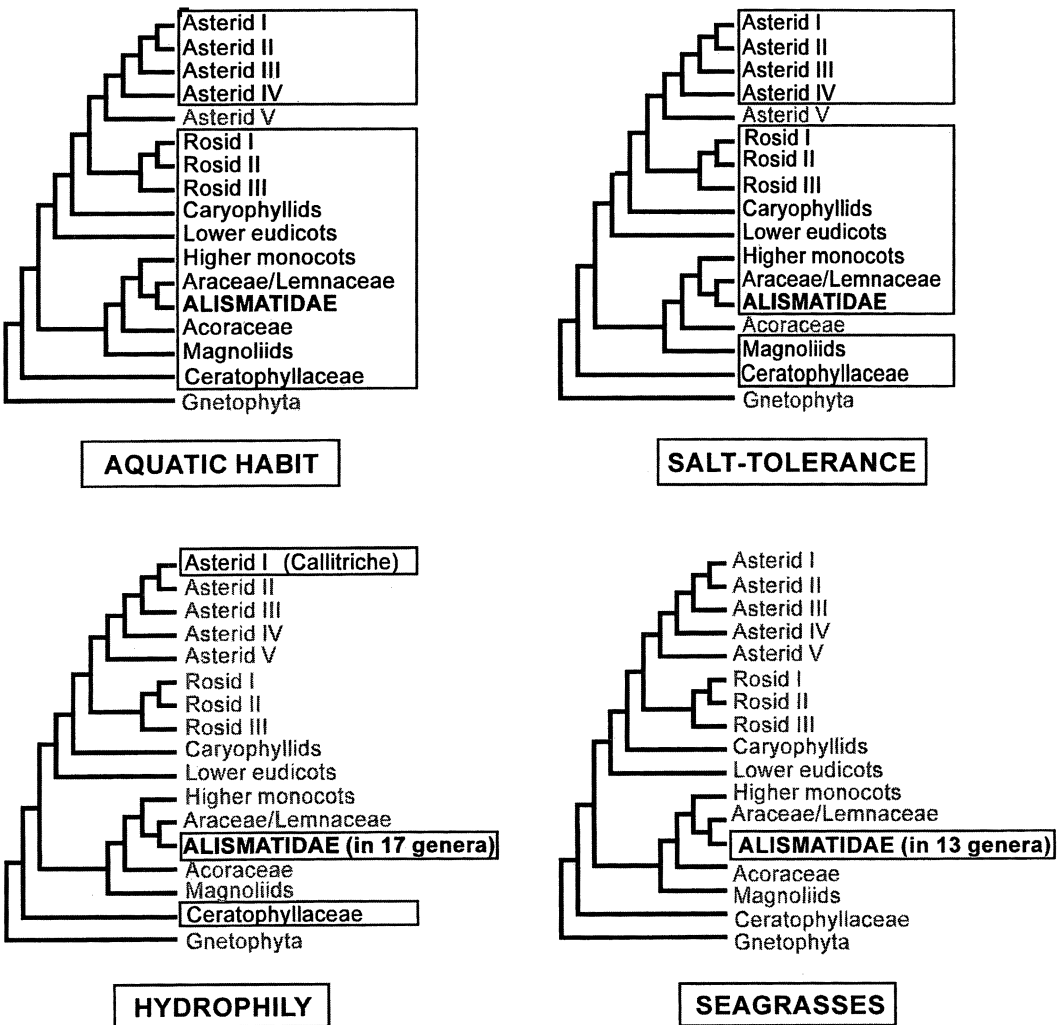 Asterid I
Asterid II
Asterid III
Asterid IV
Asterid V
Rosid I
Rosid II
Rosid III
Caryophyllids
Lower eudicots
Higher monocots
Araceae/Lemnaceae
ALISMATIDAE
Acoraceae
Magnoliids
Ceratophyllaceae
Gnetophyta
AQUATIC HABIT
Asterid I
Asterid II
Asterid III
Asterid IV
Asterid V
Rosid I
Rosid II
Rosid III
Caryophyllids
Lower eudicots
Higher monocots
Araceae/Lemnaceae
ALISMATIDAE
Acoraceae
Magnoliids
Ceratophyllaceae
Gnetophyta
SALT-TOLERANCE
Asterid I (Callitriche)
Asterid II
Asterid III
Asterid IV
Asterid V
Rosid I
Rosid II
Rosid III
Caryophyllids
Lower eudicots
Higher monocots
Araceae/Lemnaceae
ALISMATIDAE (in 17 genera)
Acoraceae
Magnoliids
Ceratophyllaceae
Gnetophyta
HYDROPHILY
Asterid I
Asterid II
Asterid III
Asterid IV
Asterid V
Rosid I
Rosid II
Rosid III
Caryophyllids
Lower eudicots
Higher monocots
Araceae/Lemnaceae
ALISMATIDAE (in 13 genera)
Acoraceae
Magnoliids
Ceratophyllaceae
Gnetophyta
SEAGRASSES